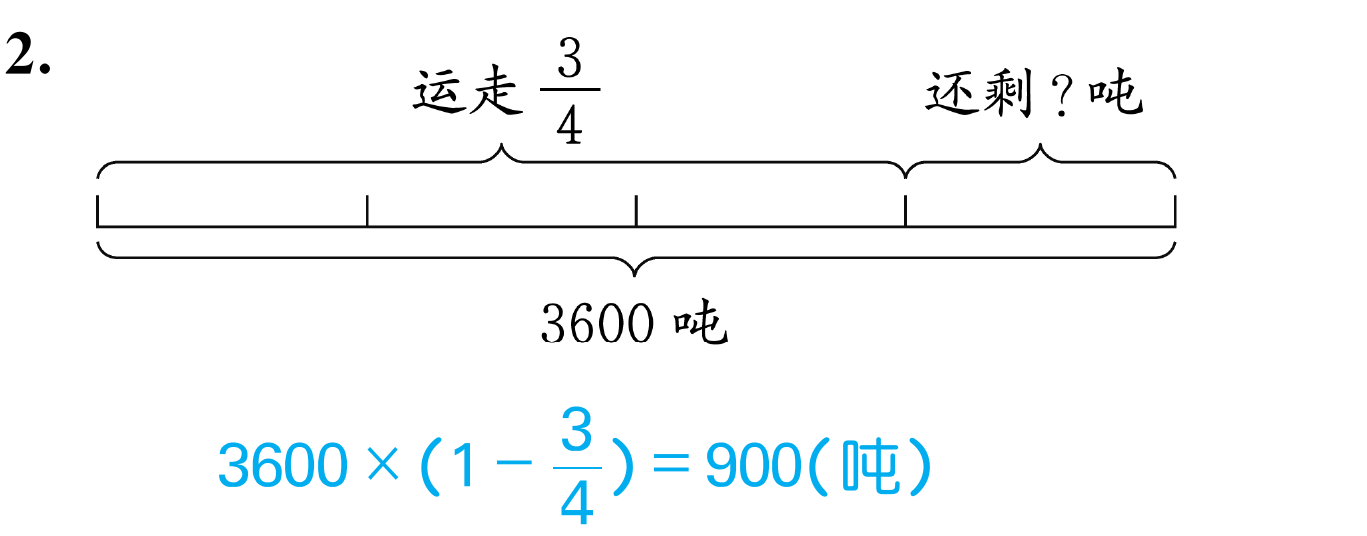 2.
运走 3/4 还剩?吨
3600 吨
3600 × (1 - 3/4) = 900(吨)